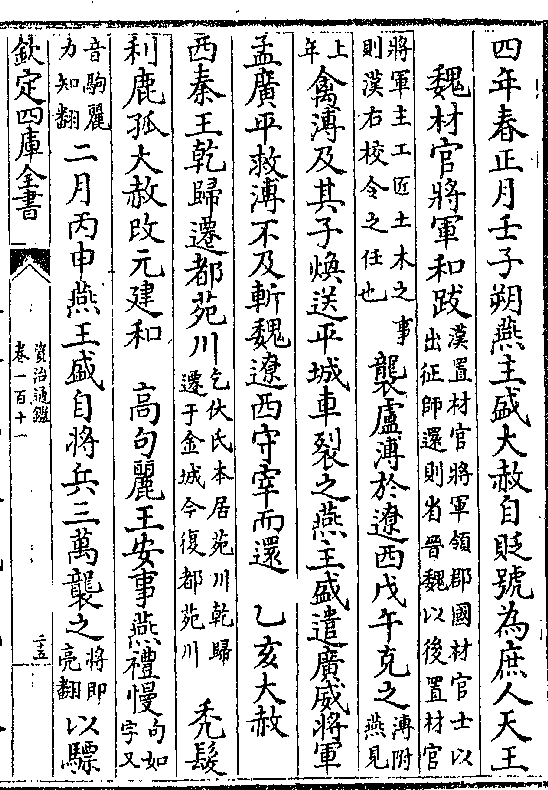 四年春正月壬子朔燕主盛大赦自貶號為庶人天王
魏材官將軍和跋漢置材官將軍領郡國材官士以出征師還則省晉魏以後置材官
將軍主工匠土木之事則漢右校令之任也襲盧溥於遼西戊午克之溥附燕見
上年禽溥及其子煥送平城車裂之燕主盛遣廣威將軍
孟廣平救溥不及斬魏遼西守宰而還 乙亥大赦
西秦王乾歸遷都苑川乞伏氏本居苑川乾歸遷于金城今復都苑川 禿髮
利鹿孤大赦改元建和 高句麗王安事燕禮慢句如字又
音駒麗力知翻二月丙申燕王盛自將兵三萬襲之將即亮翻以驃
欽定四庫全書
資治通鑑
卷一百十一